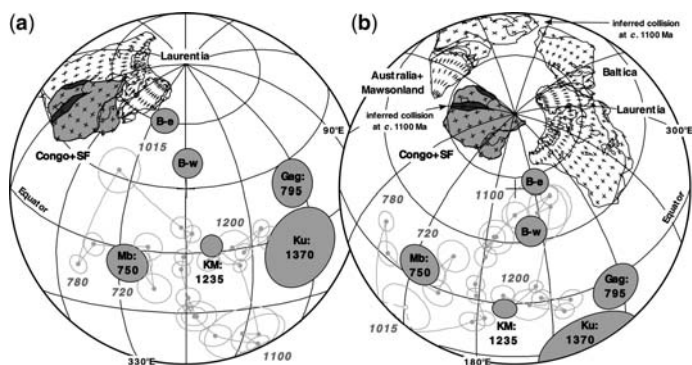 (a)
Laurentia
B-e
1015
Congo+SF
B-w
90°E
Gag:
795
Equator
1200
Ku:
1370
Mb:
750
KM:
1235
780
720
1100
330°E
(b)
inferred collision
at c. 1100 Ma
Australia+
Mawsonland
Baltica
inferred collision
at c. 1100 Ma
Laurentia
300°E
Congo+SF
B-e
1100
780
720
B-w
Equator
Mb:
750
1200
Gag:
795
1015
KM:
1235
Ku:
1370
180°E